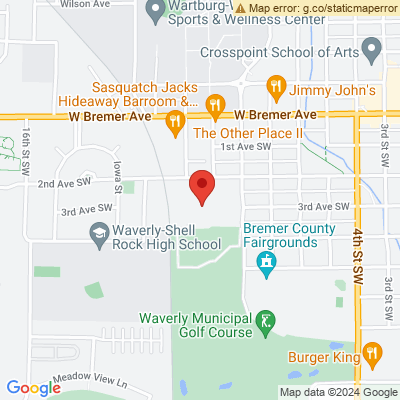 Map error: g.co/staticmaperror
Wilson Ave
Wartburg-W
Sports & Wellness Center
Crosspoint School of Arts
Sasquatch Jacks
Hideaway Barroom &...
Jimmy John's
W Bremer Ave
W Bremer Ave
The Other Place II
1st Ave SW
16th St SW
Iowa St
3rd St SW
2nd Ave SW
3rd Ave SW
3rd Ave SW
Waverly-Shell
Rock High School
Bremer County
Fairgrounds
4th St SW
3rd St SW
Waverly Municipal
Golf Course
Burger King
Meadow View Ln
Google
Map data ©2024 Google